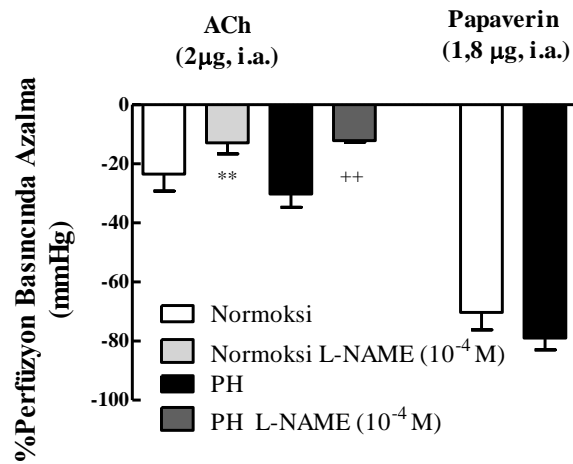 ACh
(2µg, i.a.)
Papaverin
(1,8 µg, i.a.)
%Perfüzyon Basıncında Azalma
(mmHg)
0
-20
-40
-60
-80
-100
**
++
Normoksi
Normoksi L-NAME (10⁻⁴ M)
PH
PH L-NAME (10⁻⁴ M)